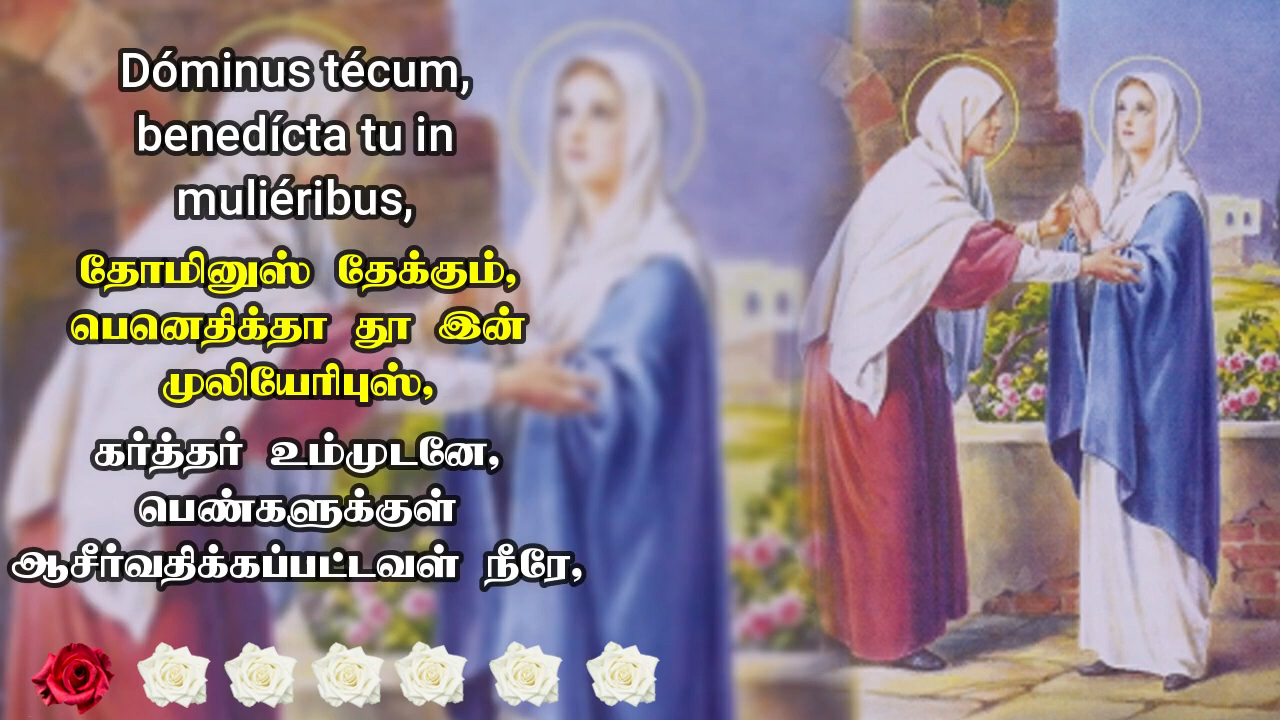 Dóminus técum,
benedícta tu in
muliéribus,
தோமினுஸ் தேக்கும்,
பெனெதிக்தா தூ இன்
முலியேரிபுஸ்,
கர்த்தர் உம்முடனே,
பெண்களுக்குள்
ஆசீர்வதிக்கப்பட்டவள் நீரே,